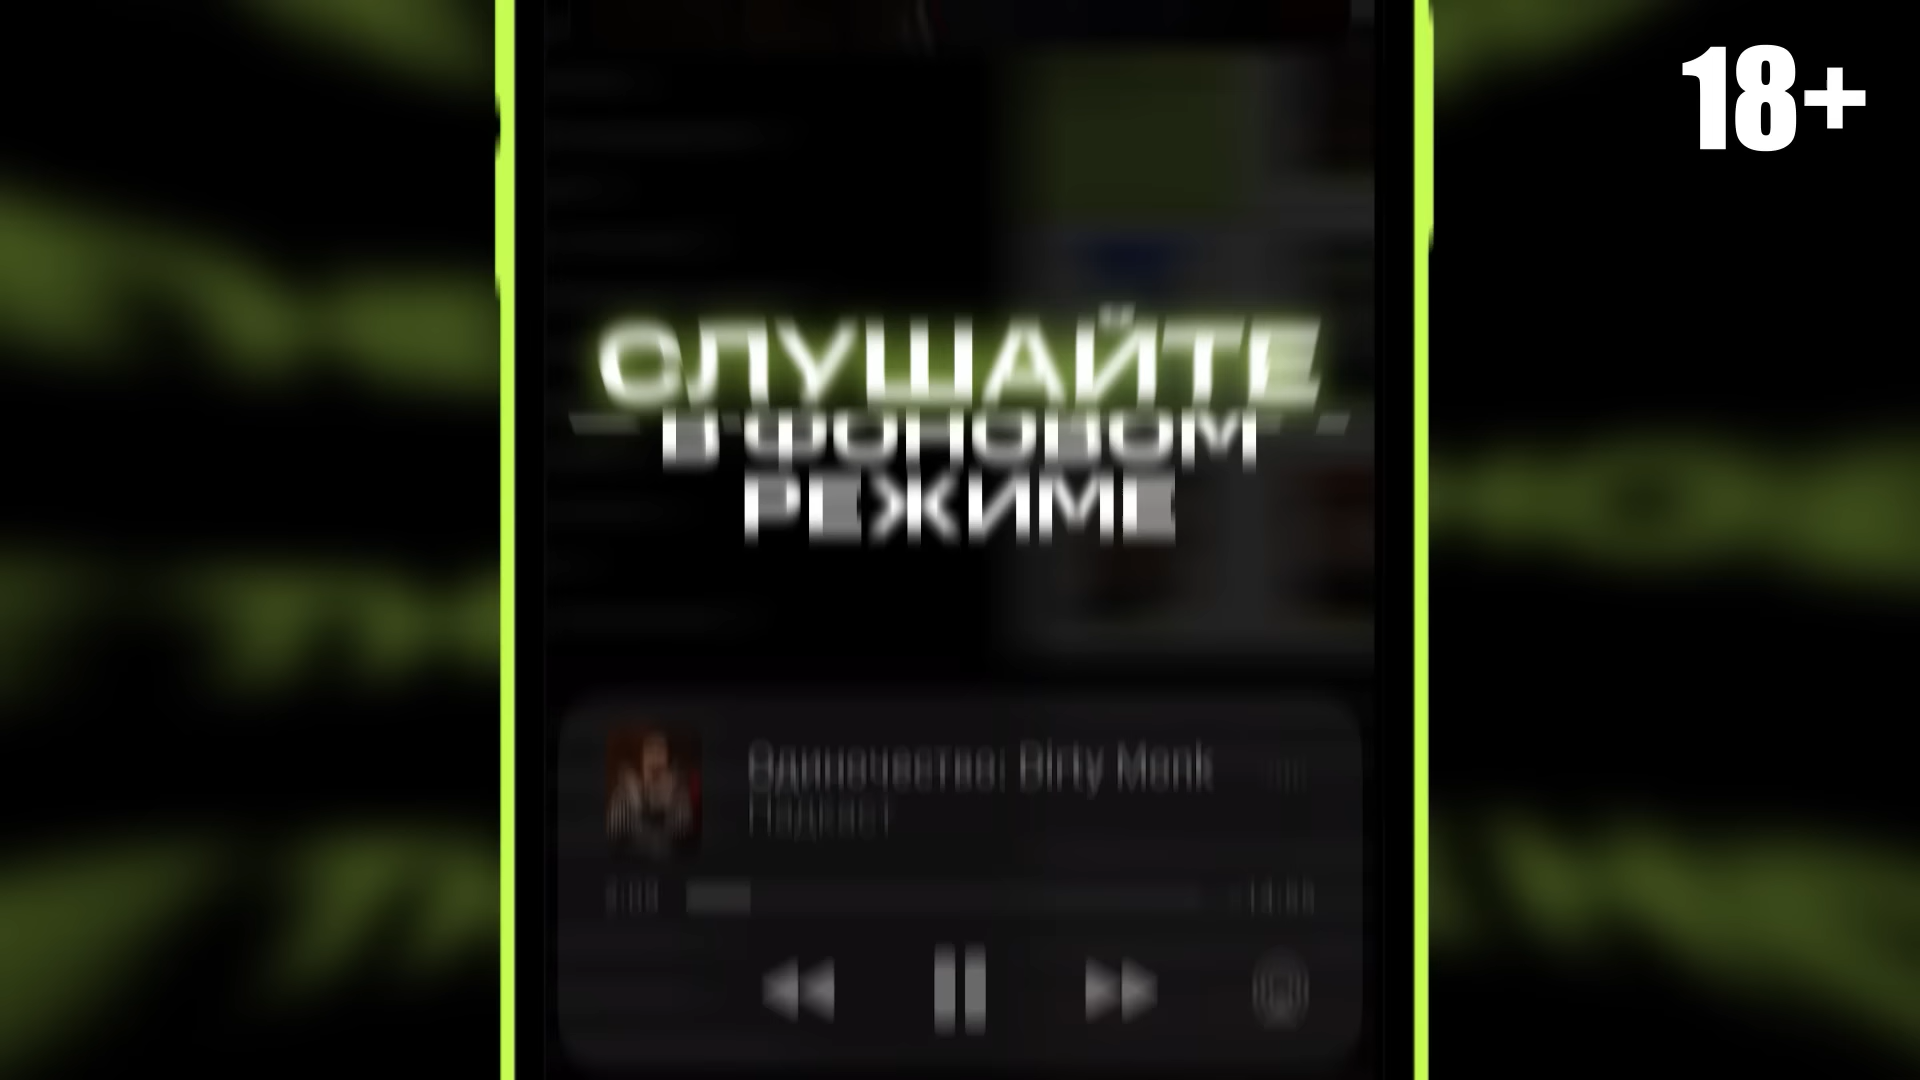 18+
СЛУШАЙТЕ
В ФОНОВОМ
РЕЖИМЕ
Одиночество: Dirty Monk
Подкаст